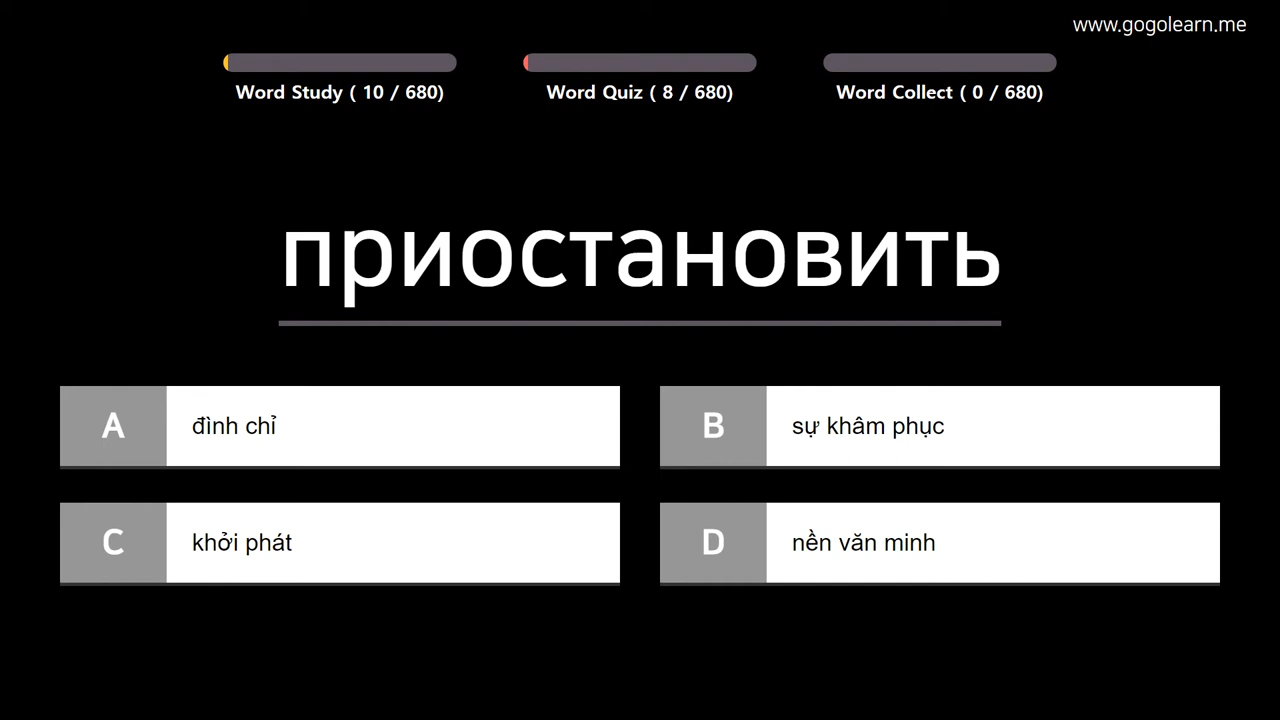 www.gogolearn.me
Word Study ( 10 / 680)
Word Quiz ( 8 / 680)
Word Collect ( 0 / 680)
приостановить
A đình chỉ
B sự khâm phục
C khởi phát
D nền văn minh